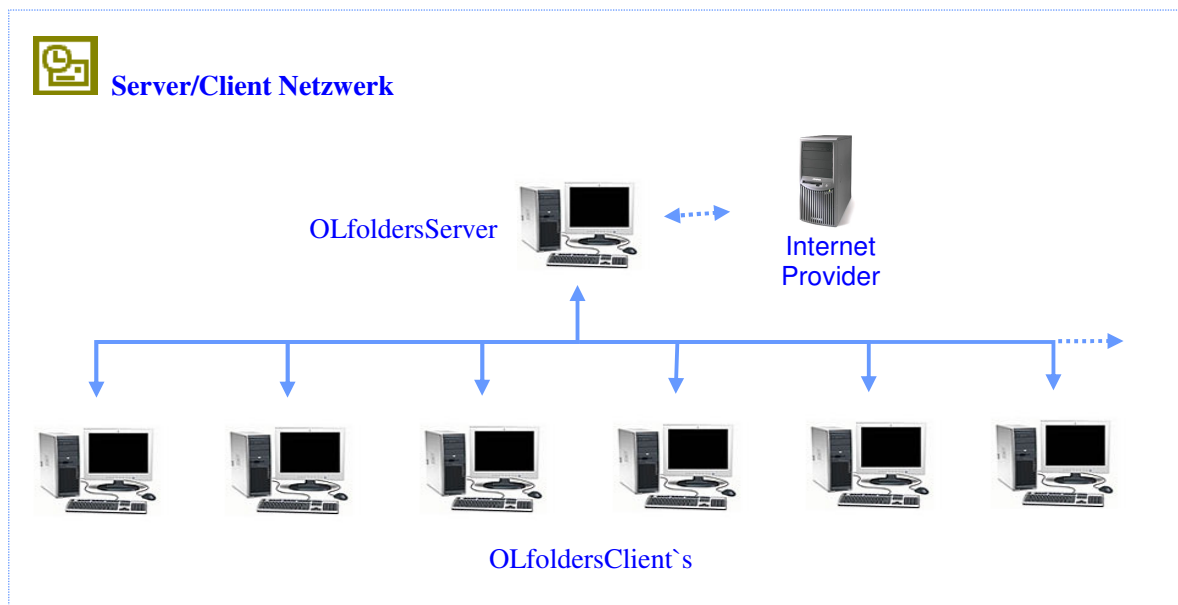 Server/Client Netzwerk
OLfoldersServer
Internet
Provider
OLfoldersClient`s